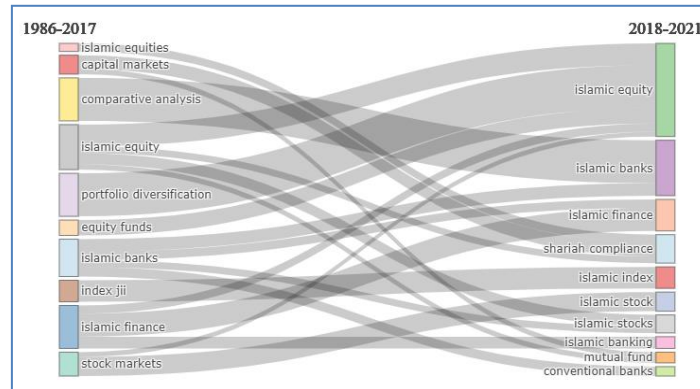 1986-2017
islamic equities
capital markets
comparative analysis
islamic equity
portfolio diversification
equity funds
islamic banks
index jii
islamic finance
stock markets
2018-2021
islamic equity
islamic banks
islamic finance
shariah compliance
islamic index
islamic stock
islamic stocks
islamic banking
mutual fund
conventional banks